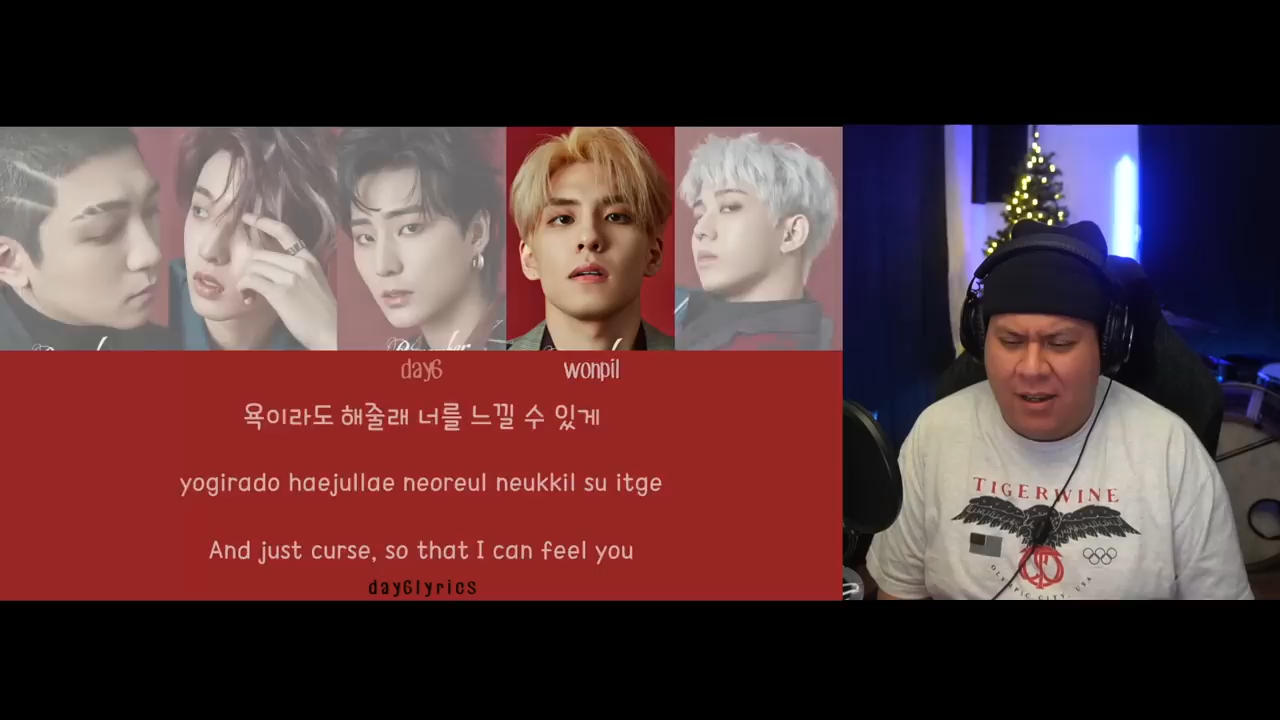 day6
wonpil
욕이라도 해줄래 너를 느낄 수 있게
yogirado haejullae neoreul neukkil su itge
And just curse, so that I can feel you
day6lyrics
TIGERWINE